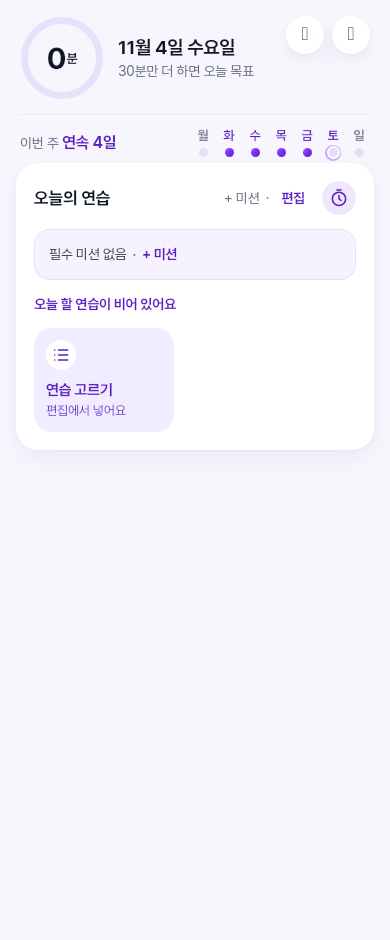 0분
11월 4일 수요일
30분만 더 하면 오늘 목표
이번 주 연속 4일
월 화 수 목 금 토 일
오늘의 연습
+ 미션 · 편집
필수 미션 없음 · + 미션
오늘 할 연습이 비어 있어요
연습 고르기
편집에서 넣어요